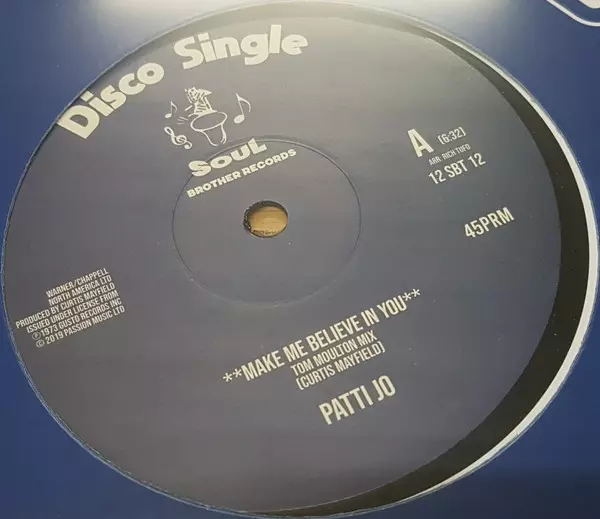 Disco Single
SOUL
BROTHER RECORDS
A [6:32]
ARR: RICH TUFO
12 SBT 12
45PRM
WARNER/CHAPPELL
NORTH AMERICA LTD
PRODUCED BY CURTIS MAYFIELD
ISSUED UNDER LICENSE FROM
℗ 1973 GUSTO RECORDS INC
© 2019 PASSION MUSIC LTD
**MAKE ME BELIEVE IN YOU**
TOM MOULTON MIX
[CURTIS MAYFIELD]
PATTI JO